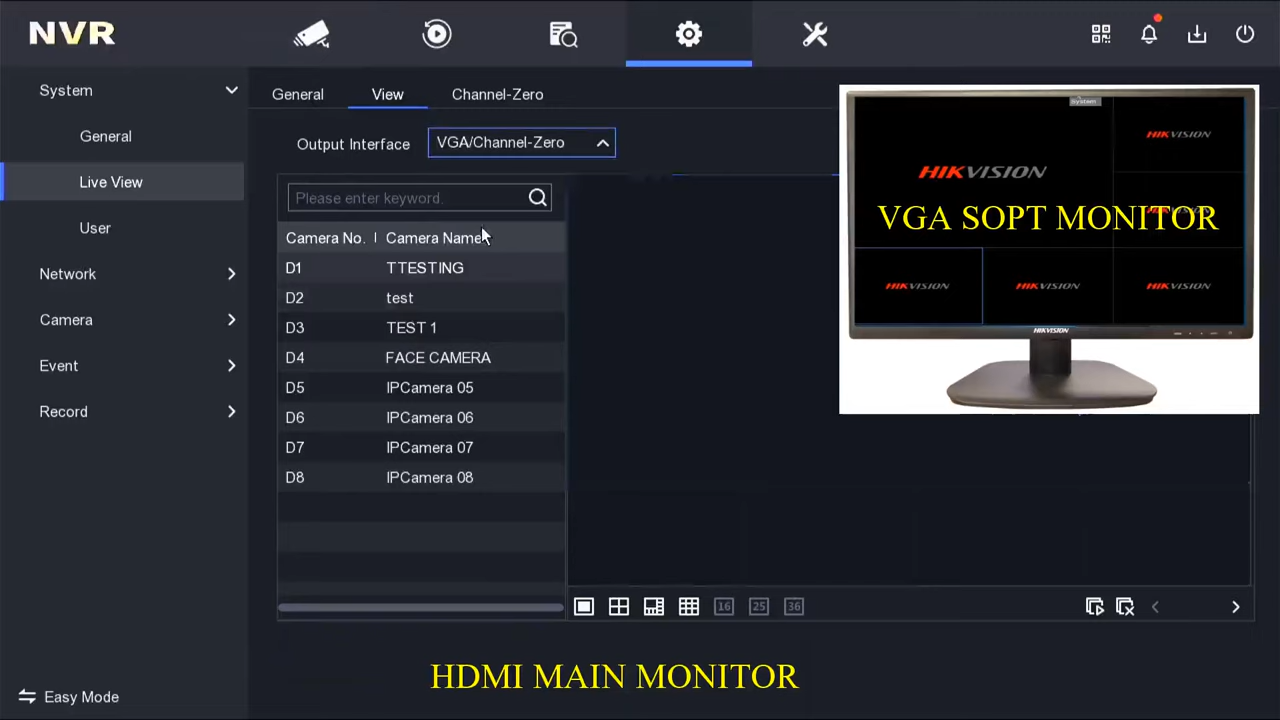 NVR
System
General
Live View
User
Network
Camera
Event
Record
Easy Mode
General View Channel-Zero
Output Interface VGA/Channel-Zero
Please enter keyword.
Camera No. Camera Name
D1 TTESTING
D2 test
D3 TEST 1
D4 FACE CAMERA
D5 IPCamera 05
D6 IPCamera 06
D7 IPCamera 07
D8 IPCamera 08
16 25 36
System
HIKVISION
HIKVISION
VGA SOPT MONITOR
HIKVISION HIKVISION HIKVISION
HIKVISION
HDMI MAIN MONITOR